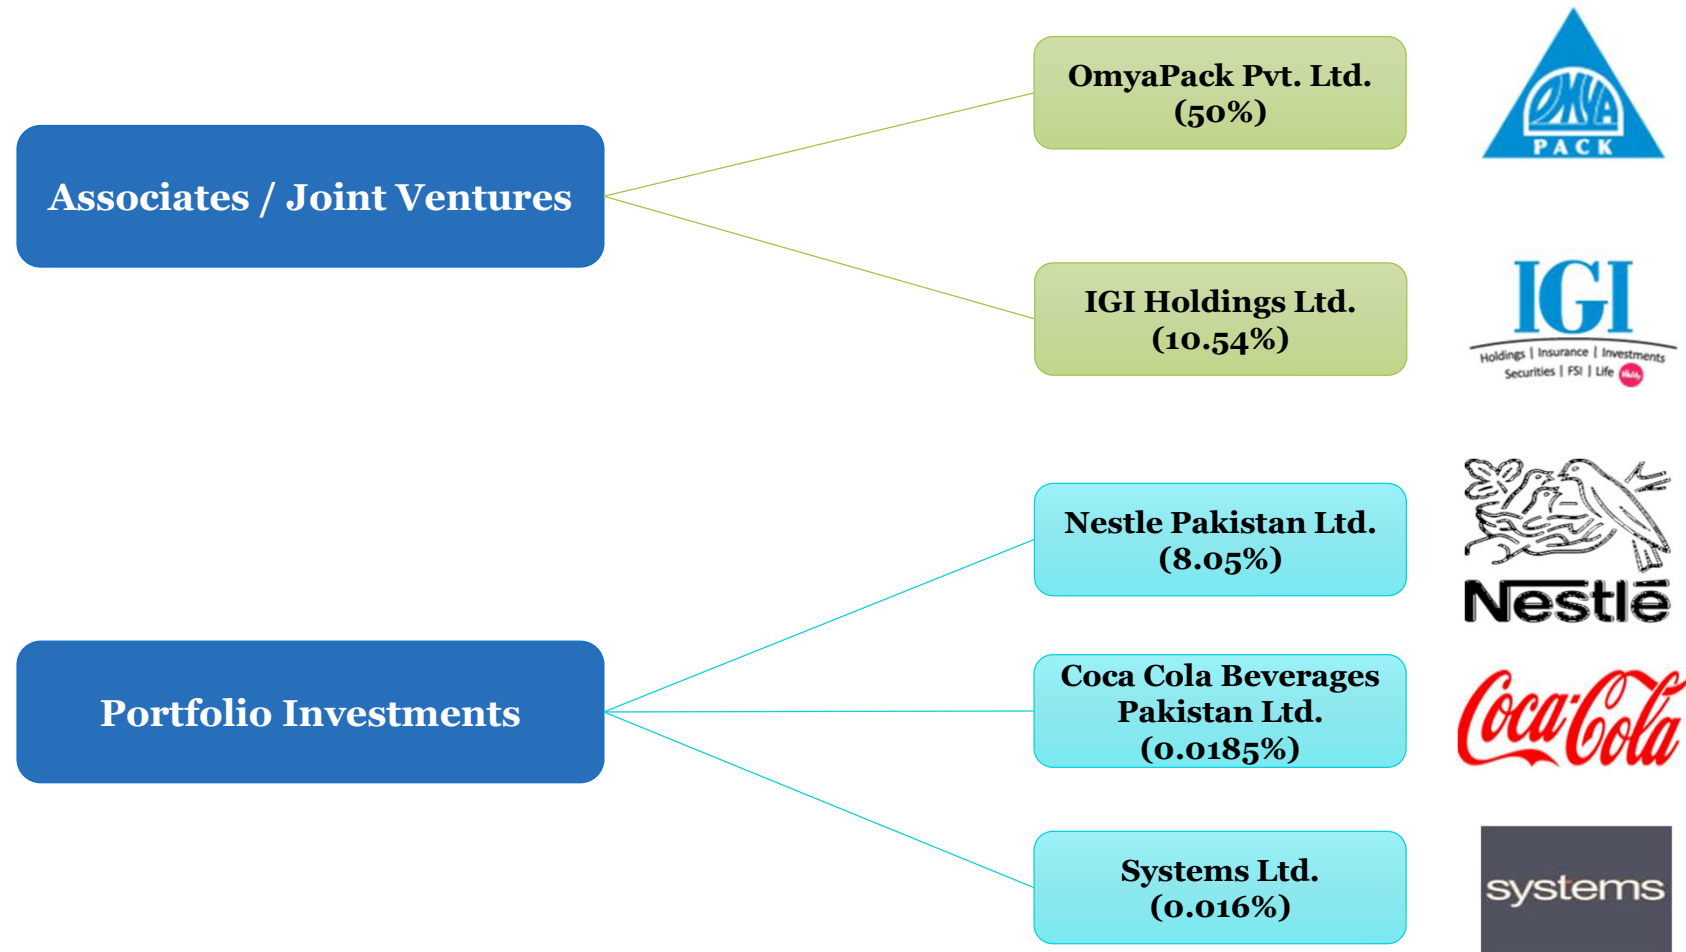 Associates / Joint Ventures
OmyaPack Pvt. Ltd.
(50%)
OMYA
PACK
IGI Holdings Ltd.
(10.54%)
IGI
Holdings | Insurance | Investments
Securities | FSI | Life Vitality
Portfolio Investments
Nestle Pakistan Ltd.
(8.05%)
Nestlé
Coca Cola Beverages
Pakistan Ltd.
(0.0185%)
Coca-Cola
Systems Ltd.
(0.016%)
systems